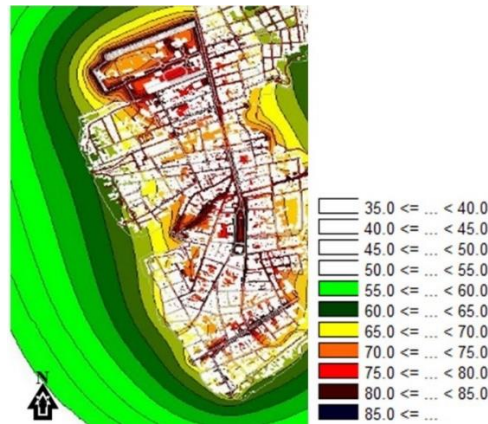 35.0 <= ... < 40.0
40.0 <= ... < 45.0
45.0 <= ... < 50.0
50.0 <= ... < 55.0
55.0 <= ... < 60.0
60.0 <= ... < 65.0
65.0 <= ... < 70.0
70.0 <= ... < 75.0
75.0 <= ... < 80.0
80.0 <= ... < 85.0
85.0 <= ...
N